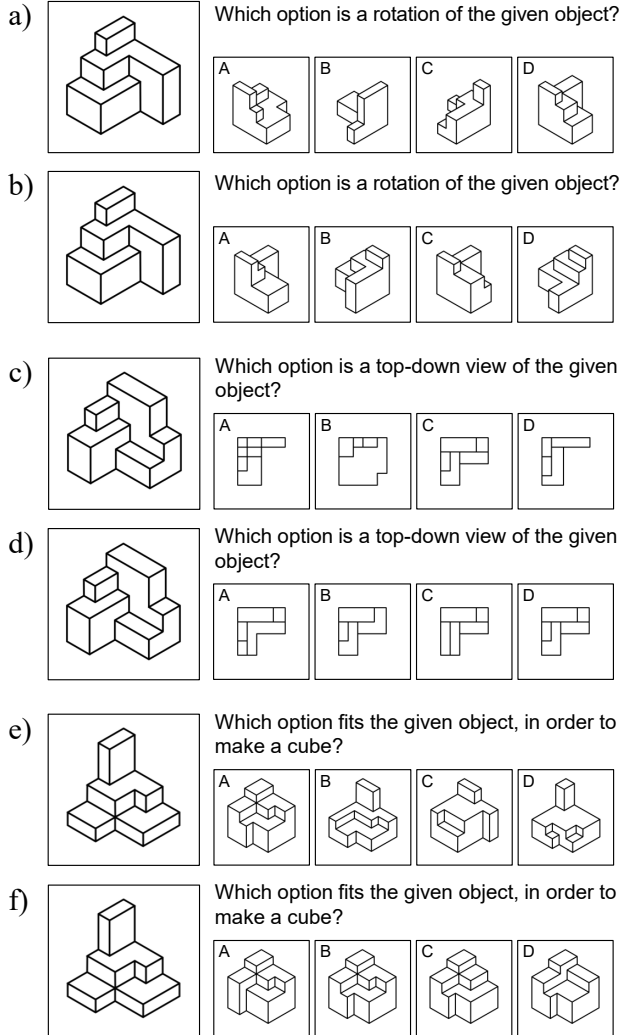 a) Which option is a rotation of the given object?
A B C D
b) Which option is a rotation of the given object?
A B C D
c) Which option is a top-down view of the given
object?
A B C D
d) Which option is a top-down view of the given
object?
A B C D
e) Which option fits the given object, in order to
make a cube?
A B C D
f) Which option fits the given object, in order to
make a cube?
A B C D